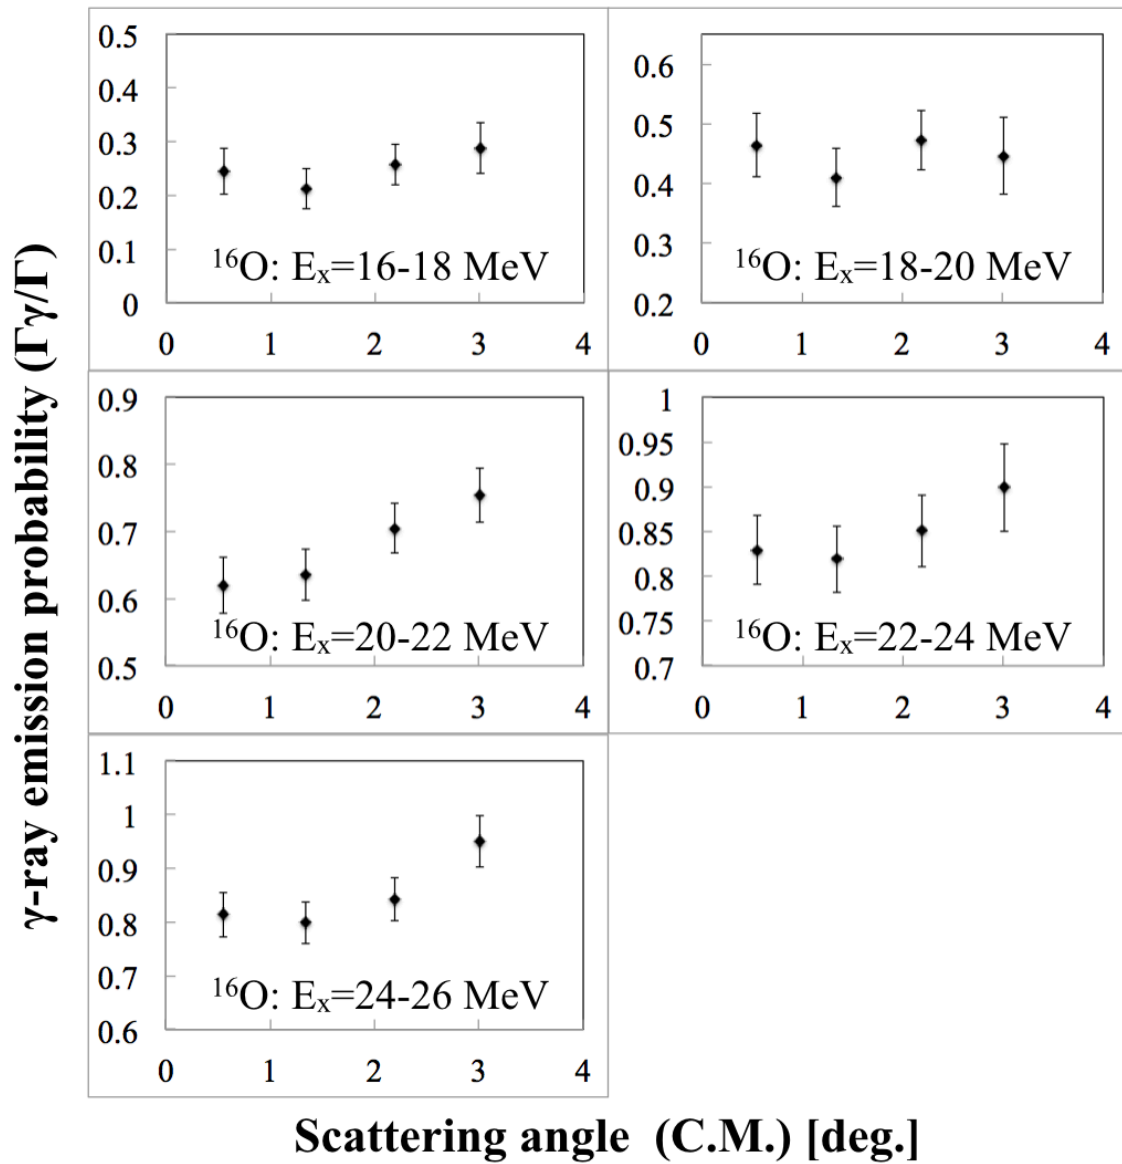 γ-ray emission probability (Γγ/Γ)
0.5
0.4
0.3
0.2
0.1
0
0 1 2 3 4
¹⁶O: Eₓ=16-18 MeV
0.6
0.5
0.4
0.3
0.2
0 1 2 3 4
¹⁶O: Eₓ=18-20 MeV
0.9
0.8
0.7
0.6
0.5
0 1 2 3 4
¹⁶O: Eₓ=20-22 MeV
1
0.95
0.9
0.85
0.8
0.75
0.7
0 1 2 3 4
¹⁶O: Eₓ=22-24 MeV
1.1
1
0.9
0.8
0.7
0.6
0 1 2 3 4
¹⁶O: Eₓ=24-26 MeV
Scattering angle (C.M.) [deg.]